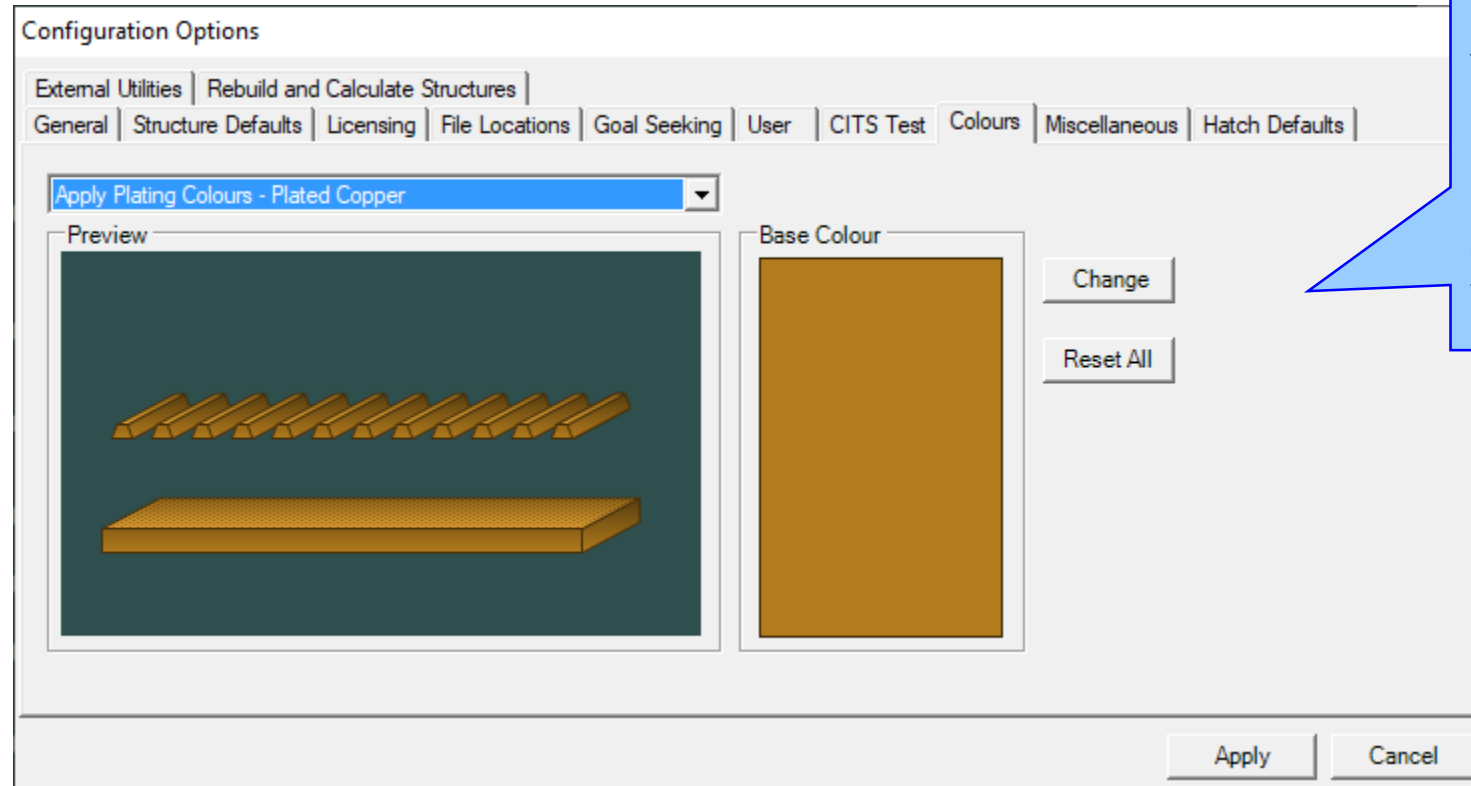 Configuration Options
External Utilities Rebuild and Calculate Structures
General Structure Defaults Licensing File Locations Goal Seeking User CITS Test Colours Miscellaneous Hatch Defaults
Apply Plating Colours - Plated Copper
Preview
Base Colour
Change
Reset All
Apply Cancel